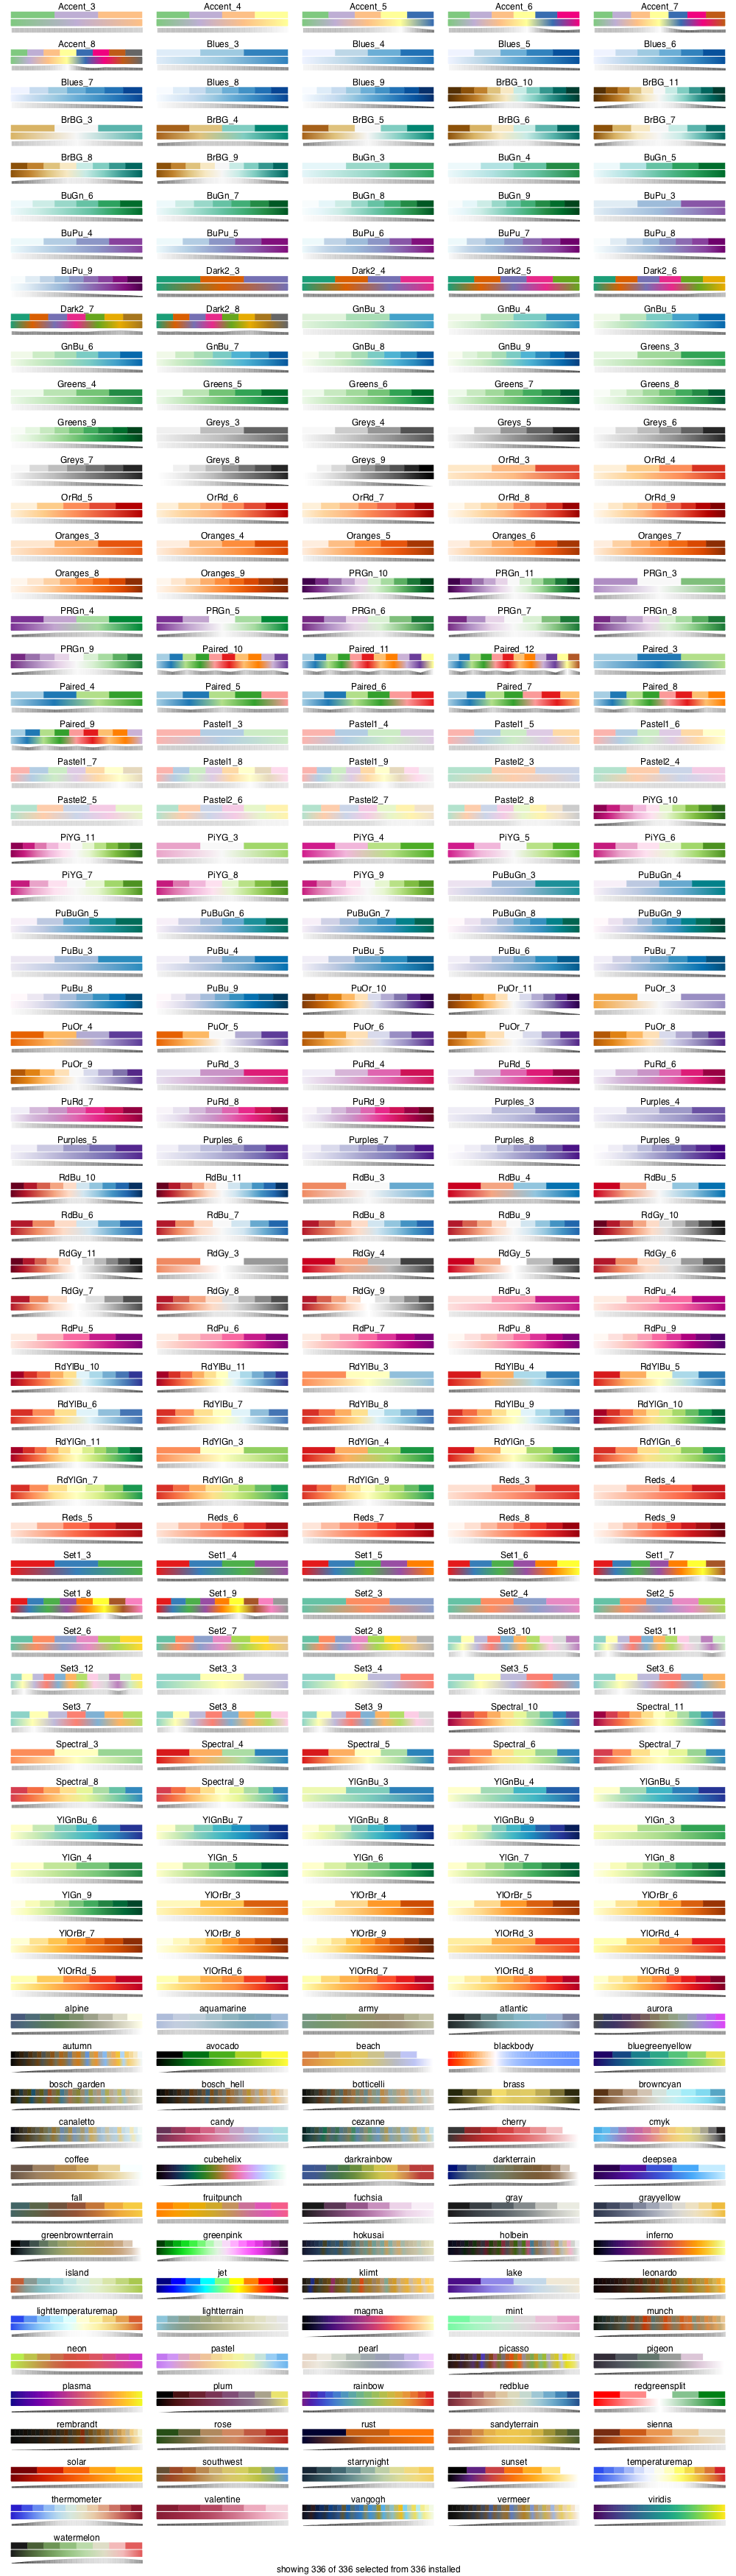 Accent_3 Accent_4 Accent_5 Accent_6 Accent_7
Accent_8 Blues_3 Blues_4 Blues_5 Blues_6
Blues_7 Blues_8 Blues_9 BrBG_10 BrBG_11
BrBG_3 BrBG_4 BrBG_5 BrBG_6 BrBG_7
BrBG_8 BrBG_9 BuGn_3 BuGn_4 BuGn_5
BuGn_6 BuGn_7 BuGn_8 BuGn_9 BuPu_3
BuPu_4 BuPu_5 BuPu_6 BuPu_7 BuPu_8
BuPu_9 Dark2_3 Dark2_4 Dark2_5 Dark2_6
Dark2_7 Dark2_8 GnBu_3 GnBu_4 GnBu_5
GnBu_6 GnBu_7 GnBu_8 GnBu_9 Greens_3
Greens_4 Greens_5 Greens_6 Greens_7 Greens_8
Greens_9 Greys_3 Greys_4 Greys_5 Greys_6
Greys_7 Greys_8 Greys_9 OrRd_3 OrRd_4
OrRd_5 OrRd_6 OrRd_7 OrRd_8 OrRd_9
Oranges_3 Oranges_4 Oranges_5 Oranges_6 Oranges_7
Oranges_8 Oranges_9 PRGn_10 PRGn_11 PRGn_3
PRGn_4 PRGn_5 PRGn_6 PRGn_7 PRGn_8
PRGn_9 Paired_10 Paired_11 Paired_12 Paired_3
Paired_4 Paired_5 Paired_6 Paired_7 Paired_8
Paired_9 Pastel1_3 Pastel1_4 Pastel1_5 Pastel1_6
Pastel1_7 Pastel1_8 Pastel1_9 Pastel2_3 Pastel2_4
Pastel2_5 Pastel2_6 Pastel2_7 Pastel2_8 PiYG_10
PiYG_11 PiYG_3 PiYG_4 PiYG_5 PiYG_6
PiYG_7 PiYG_8 PiYG_9 PuBuGn_3 PuBuGn_4
PuBuGn_5 PuBuGn_6 PuBuGn_7 PuBuGn_8 PuBuGn_9
PuBu_3 PuBu_4 PuBu_5 PuBu_6 PuBu_7
PuBu_8 PuBu_9 PuOr_10 PuOr_11 PuOr_3
PuOr_4 PuOr_5 PuOr_6 PuOr_7 PuOr_8
PuOr_9 PuRd_3 PuRd_4 PuRd_5 PuRd_6
PuRd_7 PuRd_8 PuRd_9 Purples_3 Purples_4
Purples_5 Purples_6 Purples_7 Purples_8 Purples_9
RdBu_10 RdBu_11 RdBu_3 RdBu_4 RdBu_5
RdBu_6 RdBu_7 RdBu_8 RdBu_9 RdGy_10
RdGy_11 RdGy_3 RdGy_4 RdGy_5 RdGy_6
RdGy_7 RdGy_8 RdGy_9 RdPu_3 RdPu_4
RdPu_5 RdPu_6 RdPu_7 RdPu_8 RdPu_9
RdYlBu_10 RdYlBu_11 RdYlBu_3 RdYlBu_4 RdYlBu_5
RdYlBu_6 RdYlBu_7 RdYlBu_8 RdYlBu_9 RdYlGn_10
RdYlGn_11 RdYlGn_3 RdYlGn_4 RdYlGn_5 RdYlGn_6
RdYlGn_7 RdYlGn_8 RdYlGn_9 Reds_3 Reds_4
Reds_5 Reds_6 Reds_7 Reds_8 Reds_9
Set1_3 Set1_4 Set1_5 Set1_6 Set1_7
Set1_8 Set1_9 Set2_3 Set2_4 Set2_5
Set2_6 Set2_7 Set2_8 Set3_10 Set3_11
Set3_12 Set3_3 Set3_4 Set3_5 Set3_6
Set3_7 Set3_8 Set3_9 Spectral_10 Spectral_11
Spectral_3 Spectral_4 Spectral_5 Spectral_6 Spectral_7
Spectral_8 Spectral_9 YlGnBu_3 YlGnBu_4 YlGnBu_5
YlGnBu_6 YlGnBu_7 YlGnBu_8 YlGnBu_9 YlGn_3
YlGn_4 YlGn_5 YlGn_6 YlGn_7 YlGn_8
YlGn_9 YlOrBr_3 YlOrBr_4 YlOrBr_5 YlOrBr_6
YlOrBr_7 YlOrBr_8 YlOrBr_9 YlOrRd_3 YlOrRd_4
YlOrRd_5 YlOrRd_6 YlOrRd_7 YlOrRd_8 YlOrRd_9
alpine aquamarine army atlantic aurora
autumn avocado beach blackbody bluegreenyellow
bosch_garden bosch_hell botticelli brass browncyan
canaletto candy cezanne cherry cmyk
coffee cubehelix darkrainbow darkterrain deepsea
fall fruitpunch fuchsia gray grayyellow
greenbrownterrain greenpink hokusai holbein inferno
island jet klimt lake leonardo
lighttemperaturemap lightterrain magma mint munch
neon pastel pearl picasso pigeon
plasma plum rainbow redblue redgreensplit
rembrandt rose rust sandyterrain sienna
solar southwest starrynight sunset temperaturemap
thermometer valentine vangogh vermeer viridis
watermelon
showing 336 of 336 selected from 336 installed